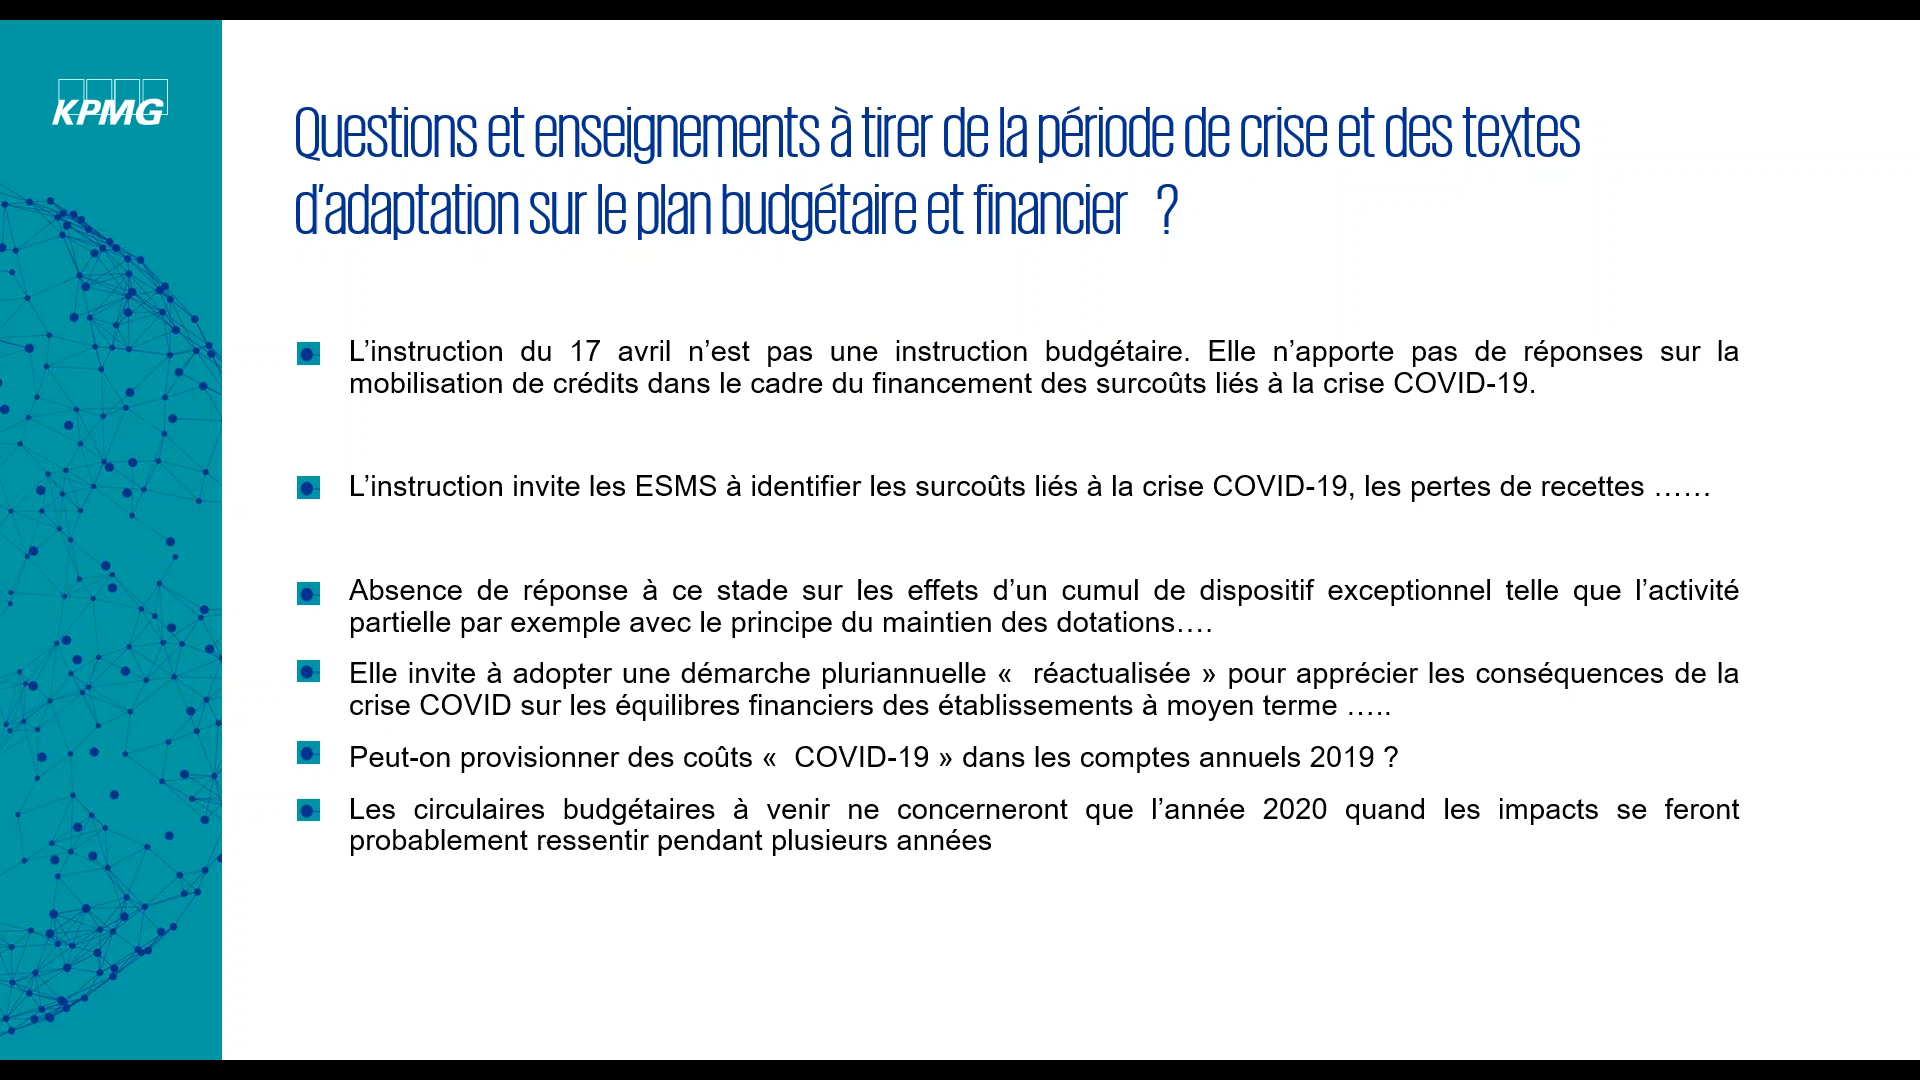 KPMG
Questions et enseignements à tirer de la période de crise et des textes
d’adaptation sur le plan budgétaire et financier ?
L’instruction du 17 avril n’est pas une instruction budgétaire. Elle n’apporte pas de réponses sur la
mobilisation de crédits dans le cadre du financement des surcoûts liés à la crise COVID-19.
L’instruction invite les ESMS à identifier les surcoûts liés à la crise COVID-19, les pertes de recettes ……
Absence de réponse à ce stade sur les effets d’un cumul de dispositif exceptionnel telle que l’activité
partielle par exemple avec le principe du maintien des dotations….
Elle invite à adopter une démarche pluriannuelle « réactualisée » pour apprécier les conséquences de la
crise COVID sur les équilibres financiers des établissements à moyen terme …..
Peut-on provisionner des coûts « COVID-19 » dans les comptes annuels 2019 ?
Les circulaires budgétaires à venir ne concerneront que l’année 2020 quand les impacts se feront
probablement ressentir pendant plusieurs années